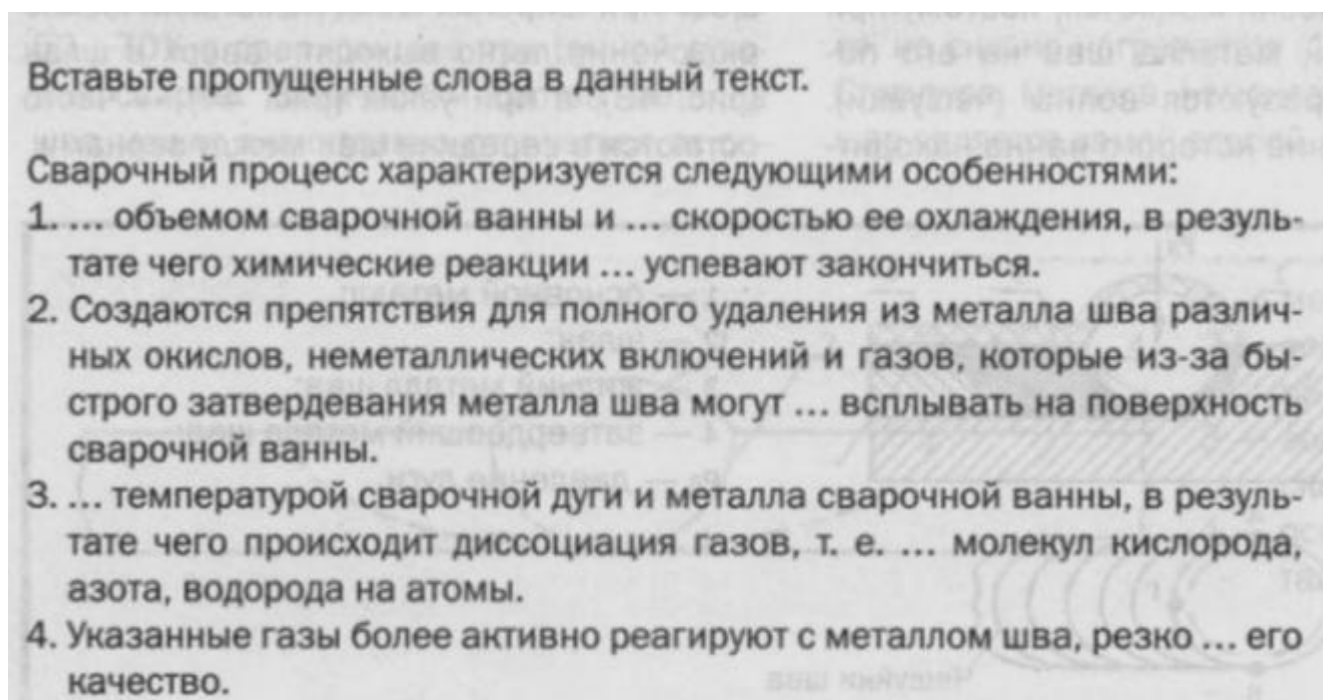 Вставьте пропущенные слова в данный текст.
Сварочный процесс характеризуется следующими особенностями:
1. ... объемом сварочной ванны и ... скоростью ее охлаждения, в резуль-
тате чего химические реакции ... успевают закончиться.
2. Создаются препятствия для полного удаления из металла шва различ-
ных окислов, неметаллических включений и газов, которые из-за бы-
строго затвердевания металла шва могут ... всплывать на поверхность
сварочной ванны.
3. ... температурой сварочной дуги и металла сварочной ванны, в резуль-
тате чего происходит диссоциация газов, т. е. ... молекул кислорода,
азота, водорода на атомы.
4. Указанные газы более активно реагируют с металлом шва, резко ... его
качество.